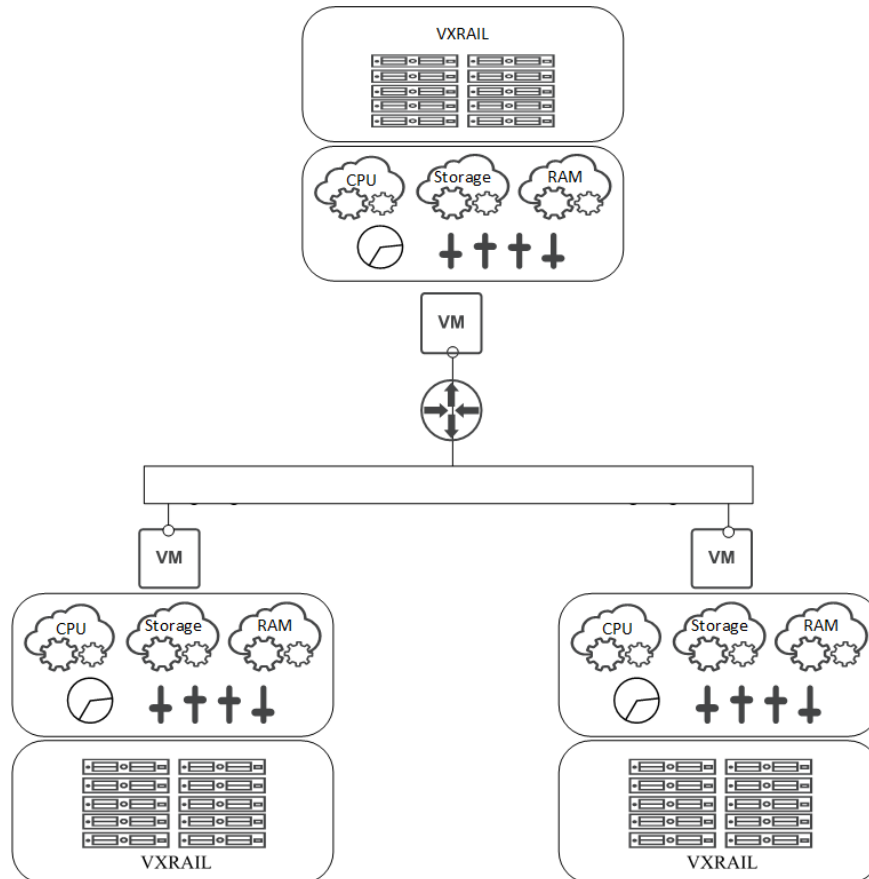 VXRAIL
CPU Storage RAM
VM
VM VM
CPU Storage RAM CPU Storage RAM
VXRAIL VXRAIL